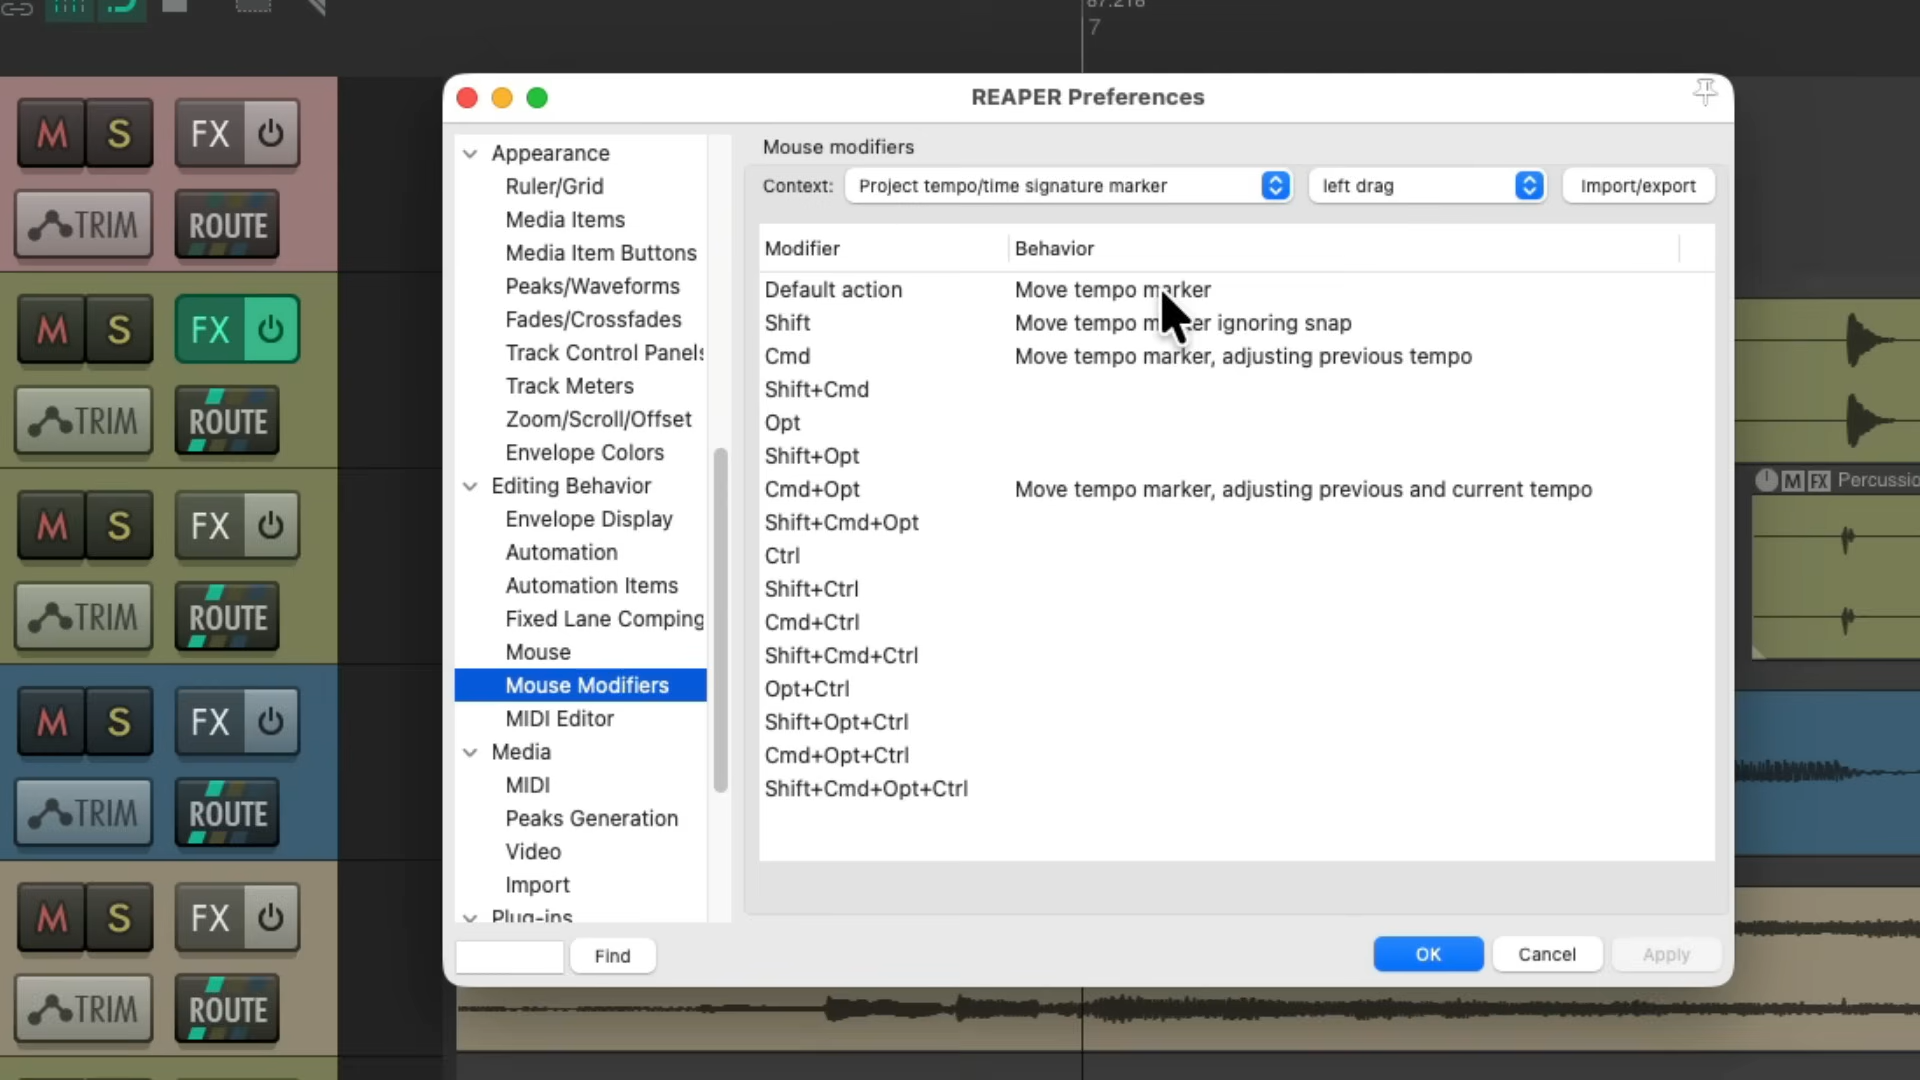 7
REAPER Preferences
Appearance
Ruler/Grid
Media Items
Media Item Buttons
Peaks/Waveforms
Fades/Crossfades
Track Control Panels
Track Meters
Zoom/Scroll/Offset
Envelope Colors
Editing Behavior
Envelope Display
Automation
Automation Items
Fixed Lane Comping
Mouse
Mouse Modifiers
MIDI Editor
Media
MIDI
Peaks Generation
Video
Import
Plug-ins
Find
Mouse modifiers
Context: Project tempo/time signature marker left drag Import/export
Modifier Behavior
Default action Move tempo marker
Shift Move tempo marker ignoring snap
Cmd Move tempo marker, adjusting previous tempo
Shift+Cmd
Opt
Shift+Opt
Cmd+Opt Move tempo marker, adjusting previous and current tempo
Shift+Cmd+Opt
Ctrl
Shift+Ctrl
Cmd+Ctrl
Shift+Cmd+Ctrl
Opt+Ctrl
Shift+Opt+Ctrl
Cmd+Opt+Ctrl
Shift+Cmd+Opt+Ctrl
OK Cancel Apply
M S FX
TRIM ROUTE
M S FX
TRIM ROUTE
M S FX
TRIM ROUTE
M S FX
TRIM ROUTE
M S FX
TRIM ROUTE
M FX Percussio